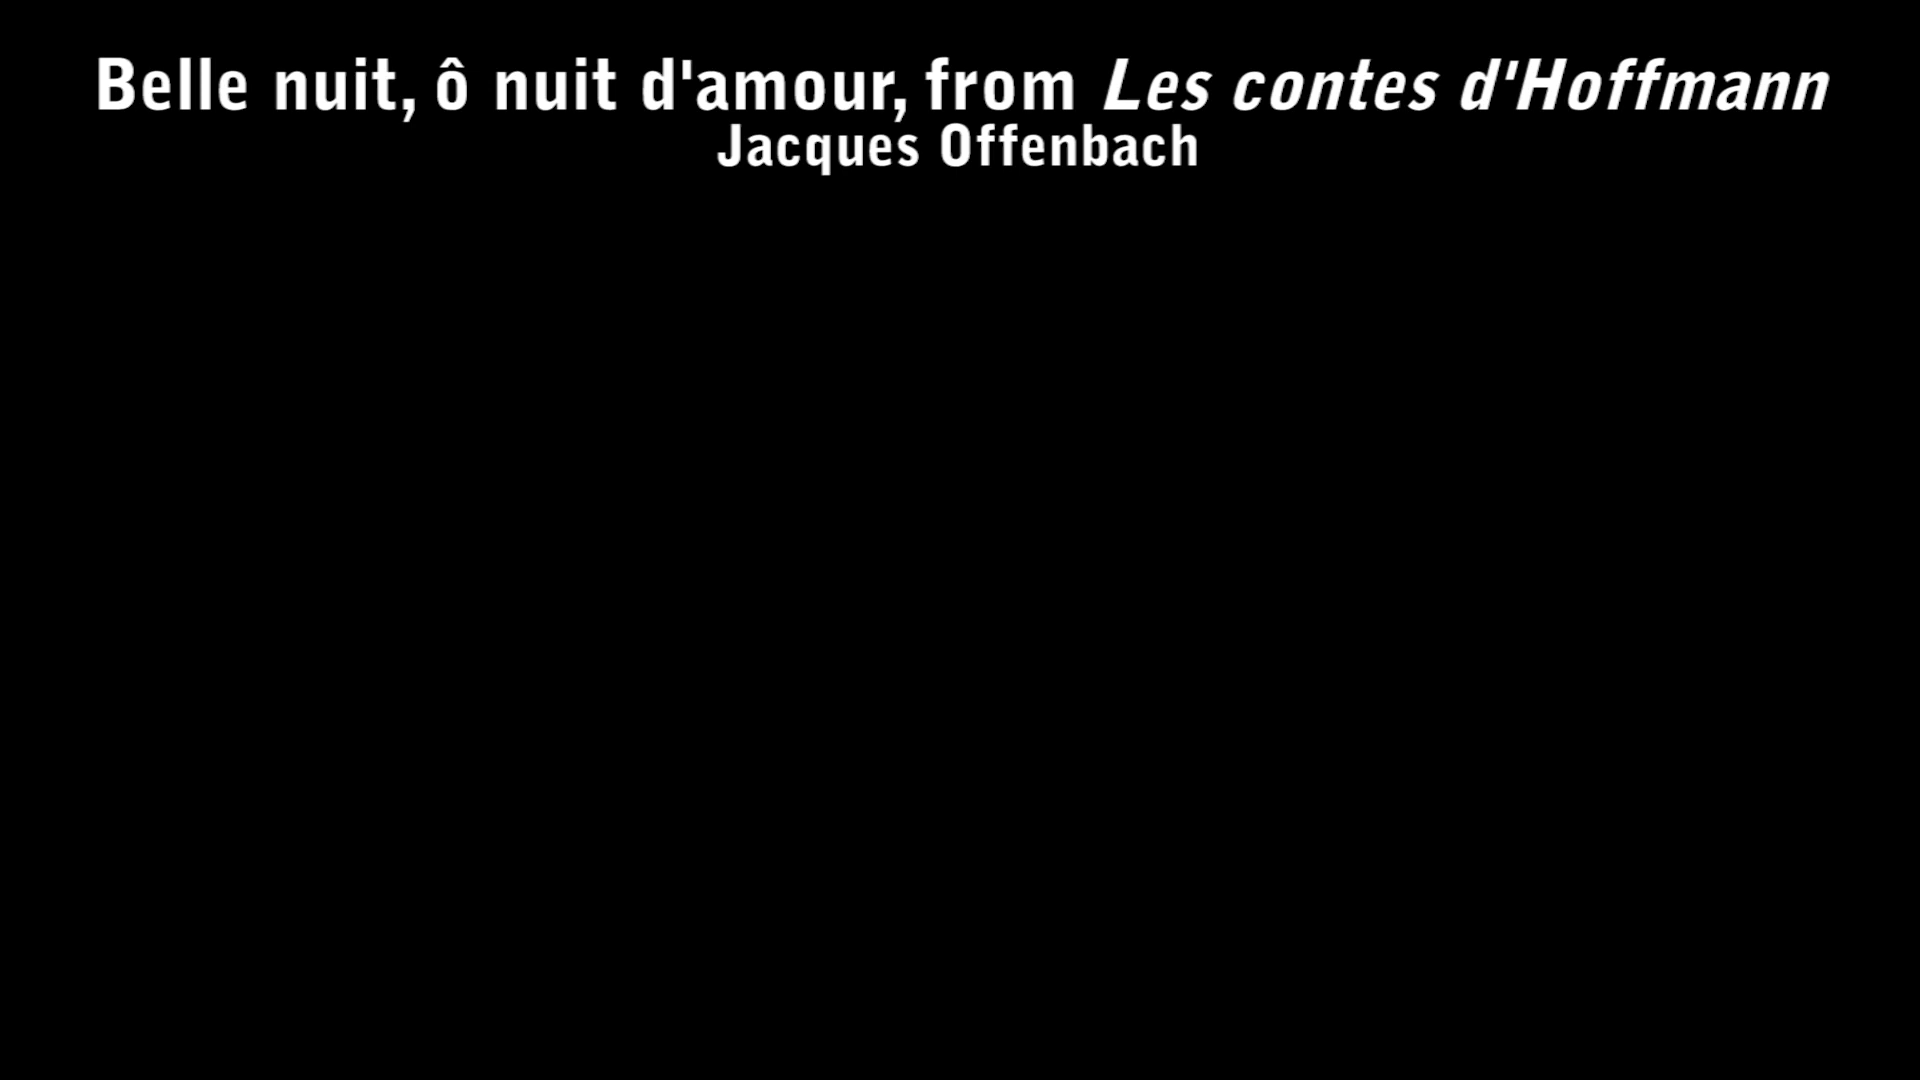 Belle nuit, ô nuit d'amour, from Les contes d'Hoffmann
Jacques Offenbach